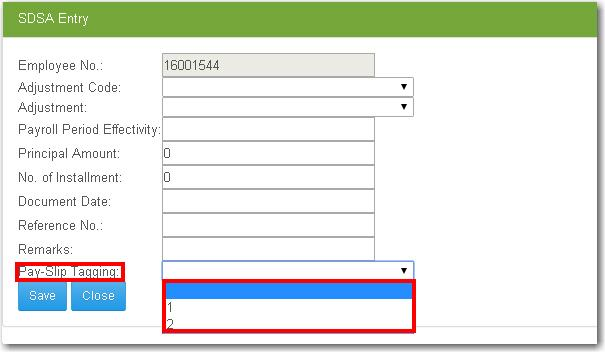 SDSA Entry
Employee No.: 16001544
Adjustment Code:
Adjustment:
Payroll Period Effectivity:
Principal Amount: 0
No. of Installment: 0
Document Date:
Reference No.:
Remarks:
Pay-Slip Tagging:
Save Close
1
2